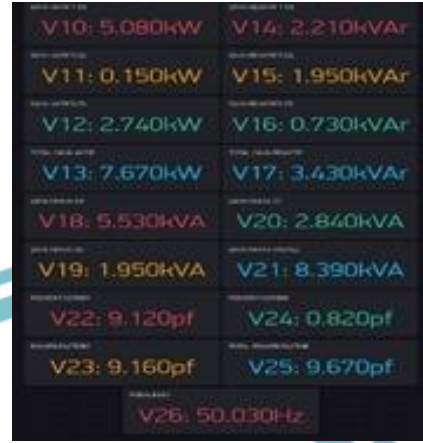 V10: 5.080kW V14: 2.210kVAr
V11: 0.150kW V15: 1.950kVAr
V12: 2.740kW V16: 0.730kVAr
V13: 7.670kW V17: 3.430kVAr
V18: 5.530kVA V20: 2.840kVA
V19: 1.950kVA V21: 8.390kVA
V22: 9.120pf V24: 0.820pf
V23: 9.160pf V25: 9.670pf
V26: 50.030Hz